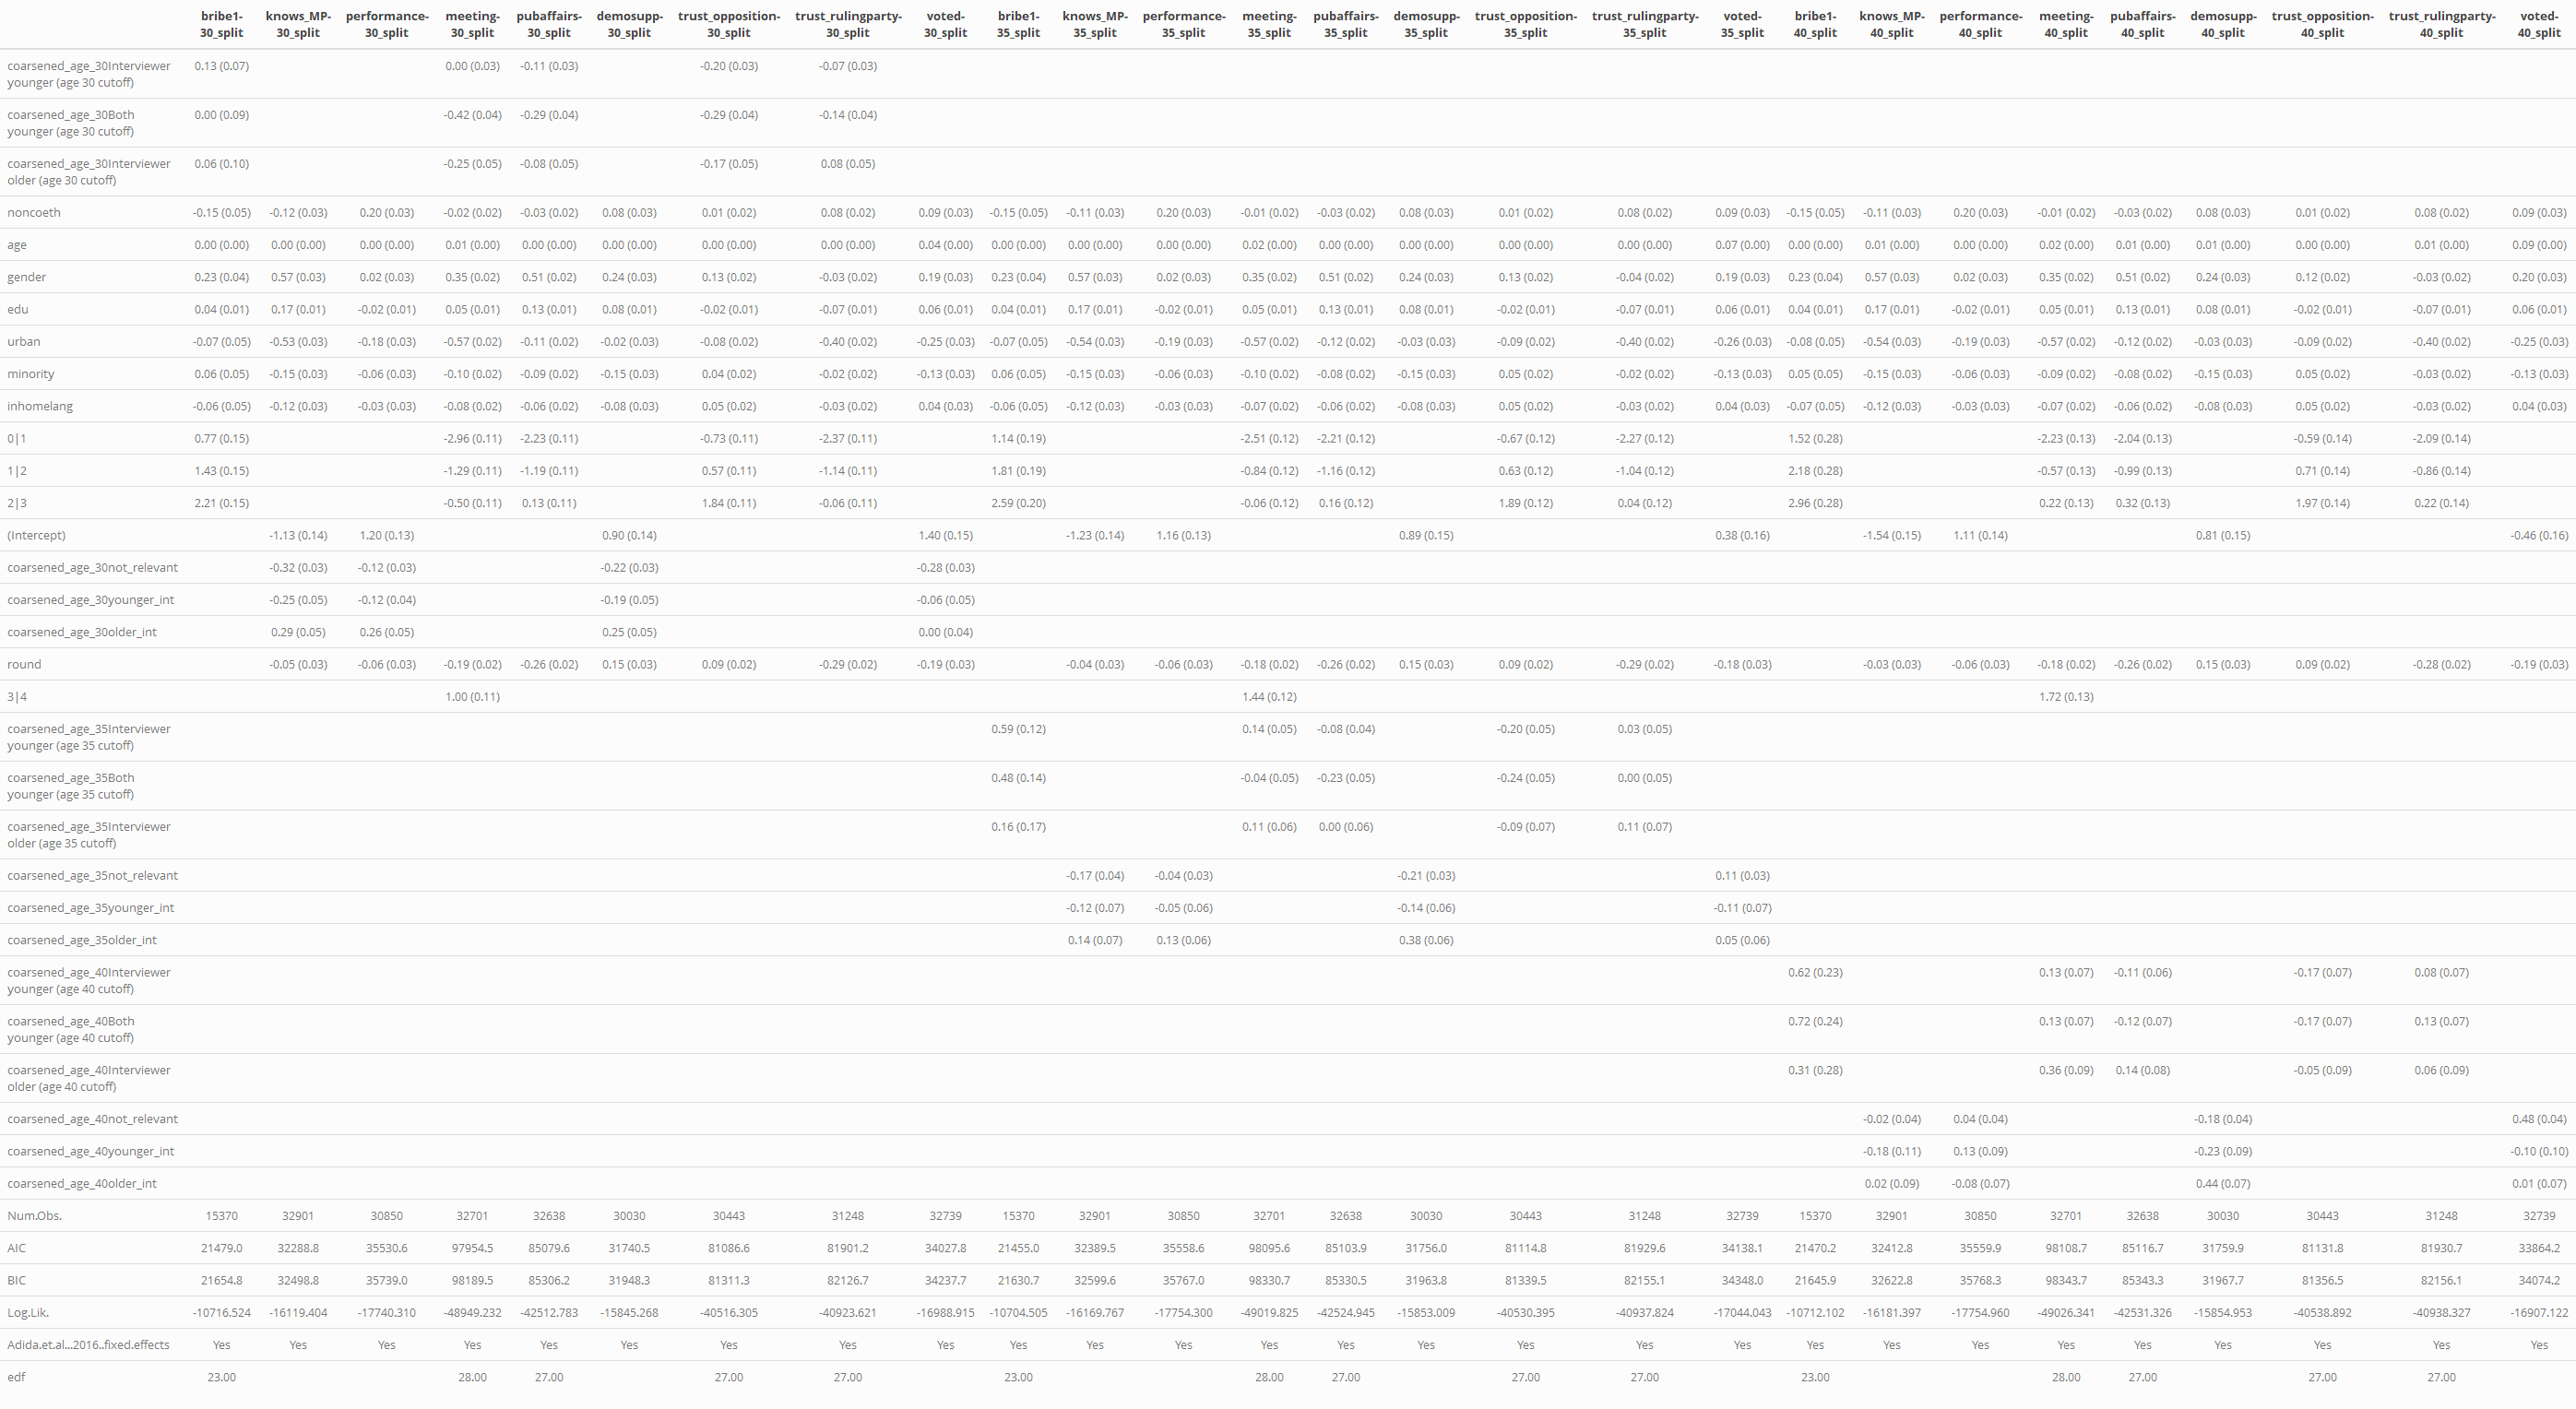 bribe1- knows_MP- performance- meeting- pubaffairs- demosupp- trust_opposition- trust_rulingparty- voted- bribe1- knows_MP- performance- meeting- pubaffairs- demosupp- trust_opposition- trust_rulingparty- voted- bribe1- knows_MP- performance- meeting- pubaffairs- demosupp- trust_opposition- trust_rulingparty- voted-
30_split 30_split 30_split 30_split 30_split 30_split 30_split 30_split 30_split 35_split 35_split 35_split 35_split 35_split 35_split 35_split 35_split 35_split 40_split 40_split 40_split 40_split 40_split 40_split 40_split 40_split 40_split
coarsened_age_30Interviewer 0.13 (0.07) 0.00 (0.03) -0.11 (0.03) -0.20 (0.03) -0.07 (0.03)
younger (age 30 cutoff)
coarsened_age_30Both 0.00 (0.09) -0.42 (0.04) -0.29 (0.04) -0.29 (0.04) -0.14 (0.04)
younger (age 30 cutoff)
coarsened_age_30Interviewer 0.06 (0.10) -0.25 (0.05) -0.08 (0.05) -0.17 (0.05) 0.08 (0.05)
older (age 30 cutoff)
noncoeth -0.15 (0.05) -0.12 (0.03) 0.20 (0.03) -0.02 (0.02) -0.03 (0.02) 0.08 (0.03) 0.01 (0.02) 0.08 (0.02) 0.09 (0.03) -0.15 (0.05) -0.11 (0.03) 0.20 (0.03) -0.01 (0.02) -0.03 (0.02) 0.08 (0.03) 0.01 (0.02) 0.08 (0.02) 0.09 (0.03) -0.15 (0.05) -0.11 (0.03) 0.20 (0.03) -0.01 (0.02) -0.03 (0.02) 0.08 (0.03) 0.01 (0.02) 0.08 (0.02) 0.09 (0.03)
age 0.00 (0.00) 0.00 (0.00) 0.00 (0.00) 0.01 (0.00) 0.00 (0.00) 0.00 (0.00) 0.00 (0.00) 0.00 (0.00) 0.04 (0.00) 0.00 (0.00) 0.00 (0.00) 0.00 (0.00) 0.02 (0.00) 0.00 (0.00) 0.00 (0.00) 0.00 (0.00) 0.00 (0.00) 0.07 (0.00) 0.00 (0.00) 0.01 (0.00) 0.00 (0.00) 0.02 (0.00) 0.01 (0.00) 0.01 (0.00) 0.00 (0.00) 0.01 (0.00) 0.09 (0.00)
gender 0.23 (0.04) 0.57 (0.03) 0.02 (0.03) 0.35 (0.02) 0.51 (0.02) 0.24 (0.03) 0.13 (0.02) -0.03 (0.02) 0.19 (0.03) 0.23 (0.04) 0.57 (0.03) 0.02 (0.03) 0.35 (0.02) 0.51 (0.02) 0.24 (0.03) 0.13 (0.02) -0.04 (0.02) 0.19 (0.03) 0.23 (0.04) 0.57 (0.03) 0.02 (0.03) 0.35 (0.02) 0.51 (0.02) 0.24 (0.03) 0.12 (0.02) -0.03 (0.02) 0.20 (0.03)
edu 0.04 (0.01) 0.17 (0.01) -0.02 (0.01) 0.05 (0.01) 0.13 (0.01) 0.08 (0.01) -0.02 (0.01) -0.07 (0.01) 0.06 (0.01) 0.04 (0.01) 0.17 (0.01) -0.02 (0.01) 0.05 (0.01) 0.13 (0.01) 0.08 (0.01) -0.02 (0.01) -0.07 (0.01) 0.06 (0.01) 0.04 (0.01) 0.17 (0.01) -0.02 (0.01) 0.05 (0.01) 0.13 (0.01) 0.08 (0.01) -0.02 (0.01) -0.07 (0.01) 0.06 (0.01)
urban -0.07 (0.05) -0.53 (0.03) -0.18 (0.03) -0.57 (0.02) -0.11 (0.02) -0.02 (0.03) -0.08 (0.02) -0.40 (0.02) -0.25 (0.03) -0.07 (0.05) -0.54 (0.03) -0.19 (0.03) -0.57 (0.02) -0.12 (0.02) -0.03 (0.03) -0.09 (0.02) -0.40 (0.02) -0.26 (0.03) -0.08 (0.05) -0.54 (0.03) -0.19 (0.03) -0.57 (0.02) -0.12 (0.02) -0.03 (0.03) -0.09 (0.02) -0.40 (0.02) -0.25 (0.03)
minority 0.06 (0.05) -0.15 (0.03) -0.06 (0.03) -0.10 (0.02) -0.09 (0.02) -0.15 (0.03) 0.04 (0.02) -0.02 (0.02) -0.13 (0.03) 0.06 (0.05) -0.15 (0.03) -0.06 (0.03) -0.10 (0.02) -0.08 (0.02) -0.15 (0.03) 0.05 (0.02) -0.02 (0.02) -0.13 (0.03) 0.05 (0.05) -0.15 (0.03) -0.06 (0.03) -0.09 (0.02) -0.08 (0.02) -0.15 (0.03) 0.05 (0.02) -0.03 (0.02) -0.13 (0.03)
inhomelang -0.06 (0.05) -0.12 (0.03) -0.03 (0.03) -0.08 (0.02) -0.06 (0.02) -0.08 (0.03) 0.05 (0.02) -0.03 (0.02) 0.04 (0.03) -0.06 (0.05) -0.12 (0.03) -0.03 (0.03) -0.07 (0.02) -0.06 (0.02) -0.08 (0.03) 0.05 (0.02) -0.03 (0.02) 0.04 (0.03) -0.07 (0.05) -0.12 (0.03) -0.03 (0.03) -0.07 (0.02) -0.06 (0.02) -0.08 (0.03) 0.05 (0.02) -0.03 (0.02) 0.04 (0.03)
0|1 0.77 (0.15) -2.96 (0.11) -2.23 (0.11) -0.73 (0.11) -2.37 (0.11) 1.14 (0.19) -2.51 (0.12) -2.21 (0.12) -0.67 (0.12) -2.27 (0.12) 1.52 (0.28) -2.23 (0.13) -2.04 (0.13) -0.59 (0.14) -2.09 (0.14)
1|2 1.43 (0.15) -1.29 (0.11) -1.19 (0.11) 0.57 (0.11) -1.14 (0.11) 1.81 (0.19) -0.84 (0.12) -1.16 (0.12) 0.63 (0.12) -1.04 (0.12) 2.18 (0.28) -0.57 (0.13) -0.99 (0.13) 0.71 (0.14) -0.86 (0.14)
2|3 2.21 (0.15) -0.50 (0.11) 0.13 (0.11) 1.84 (0.11) -0.06 (0.11) 2.59 (0.20) -0.06 (0.12) 0.16 (0.12) 1.89 (0.12) 0.04 (0.12) 2.96 (0.28) 0.22 (0.13) 0.32 (0.13) 1.97 (0.14) 0.22 (0.14)
(Intercept) -1.13 (0.14) 1.20 (0.13) 0.90 (0.14) 1.40 (0.15) -1.23 (0.14) 1.16 (0.13) 0.89 (0.15) 0.38 (0.16) -1.54 (0.15) 1.11 (0.14) 0.81 (0.15) -0.46 (0.16)
coarsened_age_30not_relevant -0.32 (0.03) -0.12 (0.03) -0.22 (0.03) -0.28 (0.03)
coarsened_age_30younger_int -0.25 (0.05) -0.12 (0.04) -0.19 (0.05) -0.06 (0.05)
coarsened_age_30older_int 0.29 (0.05) 0.26 (0.05) 0.25 (0.05) 0.00 (0.04)
round -0.05 (0.03) -0.06 (0.03) -0.19 (0.02) -0.26 (0.02) 0.15 (0.03) 0.09 (0.02) -0.29 (0.02) -0.19 (0.03) -0.04 (0.03) -0.06 (0.03) -0.18 (0.02) -0.26 (0.02) 0.15 (0.03) 0.09 (0.02) -0.29 (0.02) -0.18 (0.03) -0.03 (0.03) -0.06 (0.03) -0.18 (0.02) -0.26 (0.02) 0.15 (0.03) 0.09 (0.02) -0.28 (0.02) -0.19 (0.03)
3|4 1.00 (0.11) 1.44 (0.12) 1.72 (0.13)
coarsened_age_35Interviewer 0.59 (0.12) 0.14 (0.05) -0.08 (0.04) -0.20 (0.05) 0.03 (0.05)
younger (age 35 cutoff)
coarsened_age_35Both 0.48 (0.14) -0.04 (0.05) -0.23 (0.05) -0.24 (0.05) 0.00 (0.05)
younger (age 35 cutoff)
coarsened_age_35Interviewer 0.16 (0.17) 0.11 (0.06) 0.00 (0.06) -0.09 (0.07) 0.11 (0.07)
older (age 35 cutoff)
coarsened_age_35not_relevant -0.17 (0.04) -0.04 (0.03) -0.21 (0.03) 0.11 (0.03)
coarsened_age_35younger_int -0.12 (0.07) -0.05 (0.06) -0.14 (0.06) -0.11 (0.07)
coarsened_age_35older_int 0.14 (0.07) 0.13 (0.06) 0.38 (0.06) 0.05 (0.06)
coarsened_age_40Interviewer 0.62 (0.23) 0.13 (0.07) -0.11 (0.06) -0.17 (0.07) 0.08 (0.07)
younger (age 40 cutoff)
coarsened_age_40Both 0.72 (0.24) 0.13 (0.07) -0.12 (0.07) -0.17 (0.07) 0.13 (0.07)
younger (age 40 cutoff)
coarsened_age_40Interviewer 0.31 (0.28) 0.36 (0.09) 0.14 (0.08) -0.05 (0.09) 0.06 (0.09)
older (age 40 cutoff)
coarsened_age_40not_relevant -0.02 (0.04) 0.04 (0.04) -0.18 (0.04) 0.48 (0.04)
coarsened_age_40younger_int -0.18 (0.11) 0.13 (0.09) -0.23 (0.09) -0.10 (0.10)
coarsened_age_40older_int 0.02 (0.09) -0.08 (0.07) 0.44 (0.07) 0.01 (0.07)
Num.Obs. 15370 32901 30850 32701 32638 30030 30443 31248 32739 15370 32901 30850 32701 32638 30030 30443 31248 32739 15370 32901 30850 32701 32638 30030 30443 31248 32739
AIC 21479.0 32288.8 35530.6 97954.5 85079.6 31740.5 81086.6 81901.2 34027.8 21455.0 32389.5 35558.6 98095.6 85103.9 31756.0 81114.8 81929.6 34138.1 21470.2 32412.8 35559.9 98108.7 85116.7 31759.9 81131.8 81930.7 33864.2
BIC 21654.8 32498.8 35739.0 98189.5 85306.2 31948.3 81311.3 82126.7 34237.7 21630.7 32599.6 35767.0 98330.7 85330.5 31963.8 81339.5 82155.1 34348.0 21645.9 32622.8 35768.3 98343.7 85343.3 31967.7 81356.5 82156.1 34074.2
Log.Lik. -10716.524 -16119.404 -17740.310 -48949.232 -42512.783 -15845.268 -40516.305 -40923.621 -16988.915 -10704.505 -16169.767 -17754.300 -49019.825 -42524.945 -15853.009 -40530.395 -40937.824 -17044.043 -10712.102 -16181.397 -17754.960 -49026.341 -42531.326 -15854.953 -40538.892 -40938.327 -16907.122
Adida.et.al...2016..fixed.effects Yes Yes Yes Yes Yes Yes Yes Yes Yes Yes Yes Yes Yes Yes Yes Yes Yes Yes Yes Yes Yes Yes Yes Yes Yes Yes Yes
edf 23.00 28.00 27.00 27.00 27.00 23.00 28.00 27.00 27.00 27.00 23.00 28.00 27.00 27.00 27.00